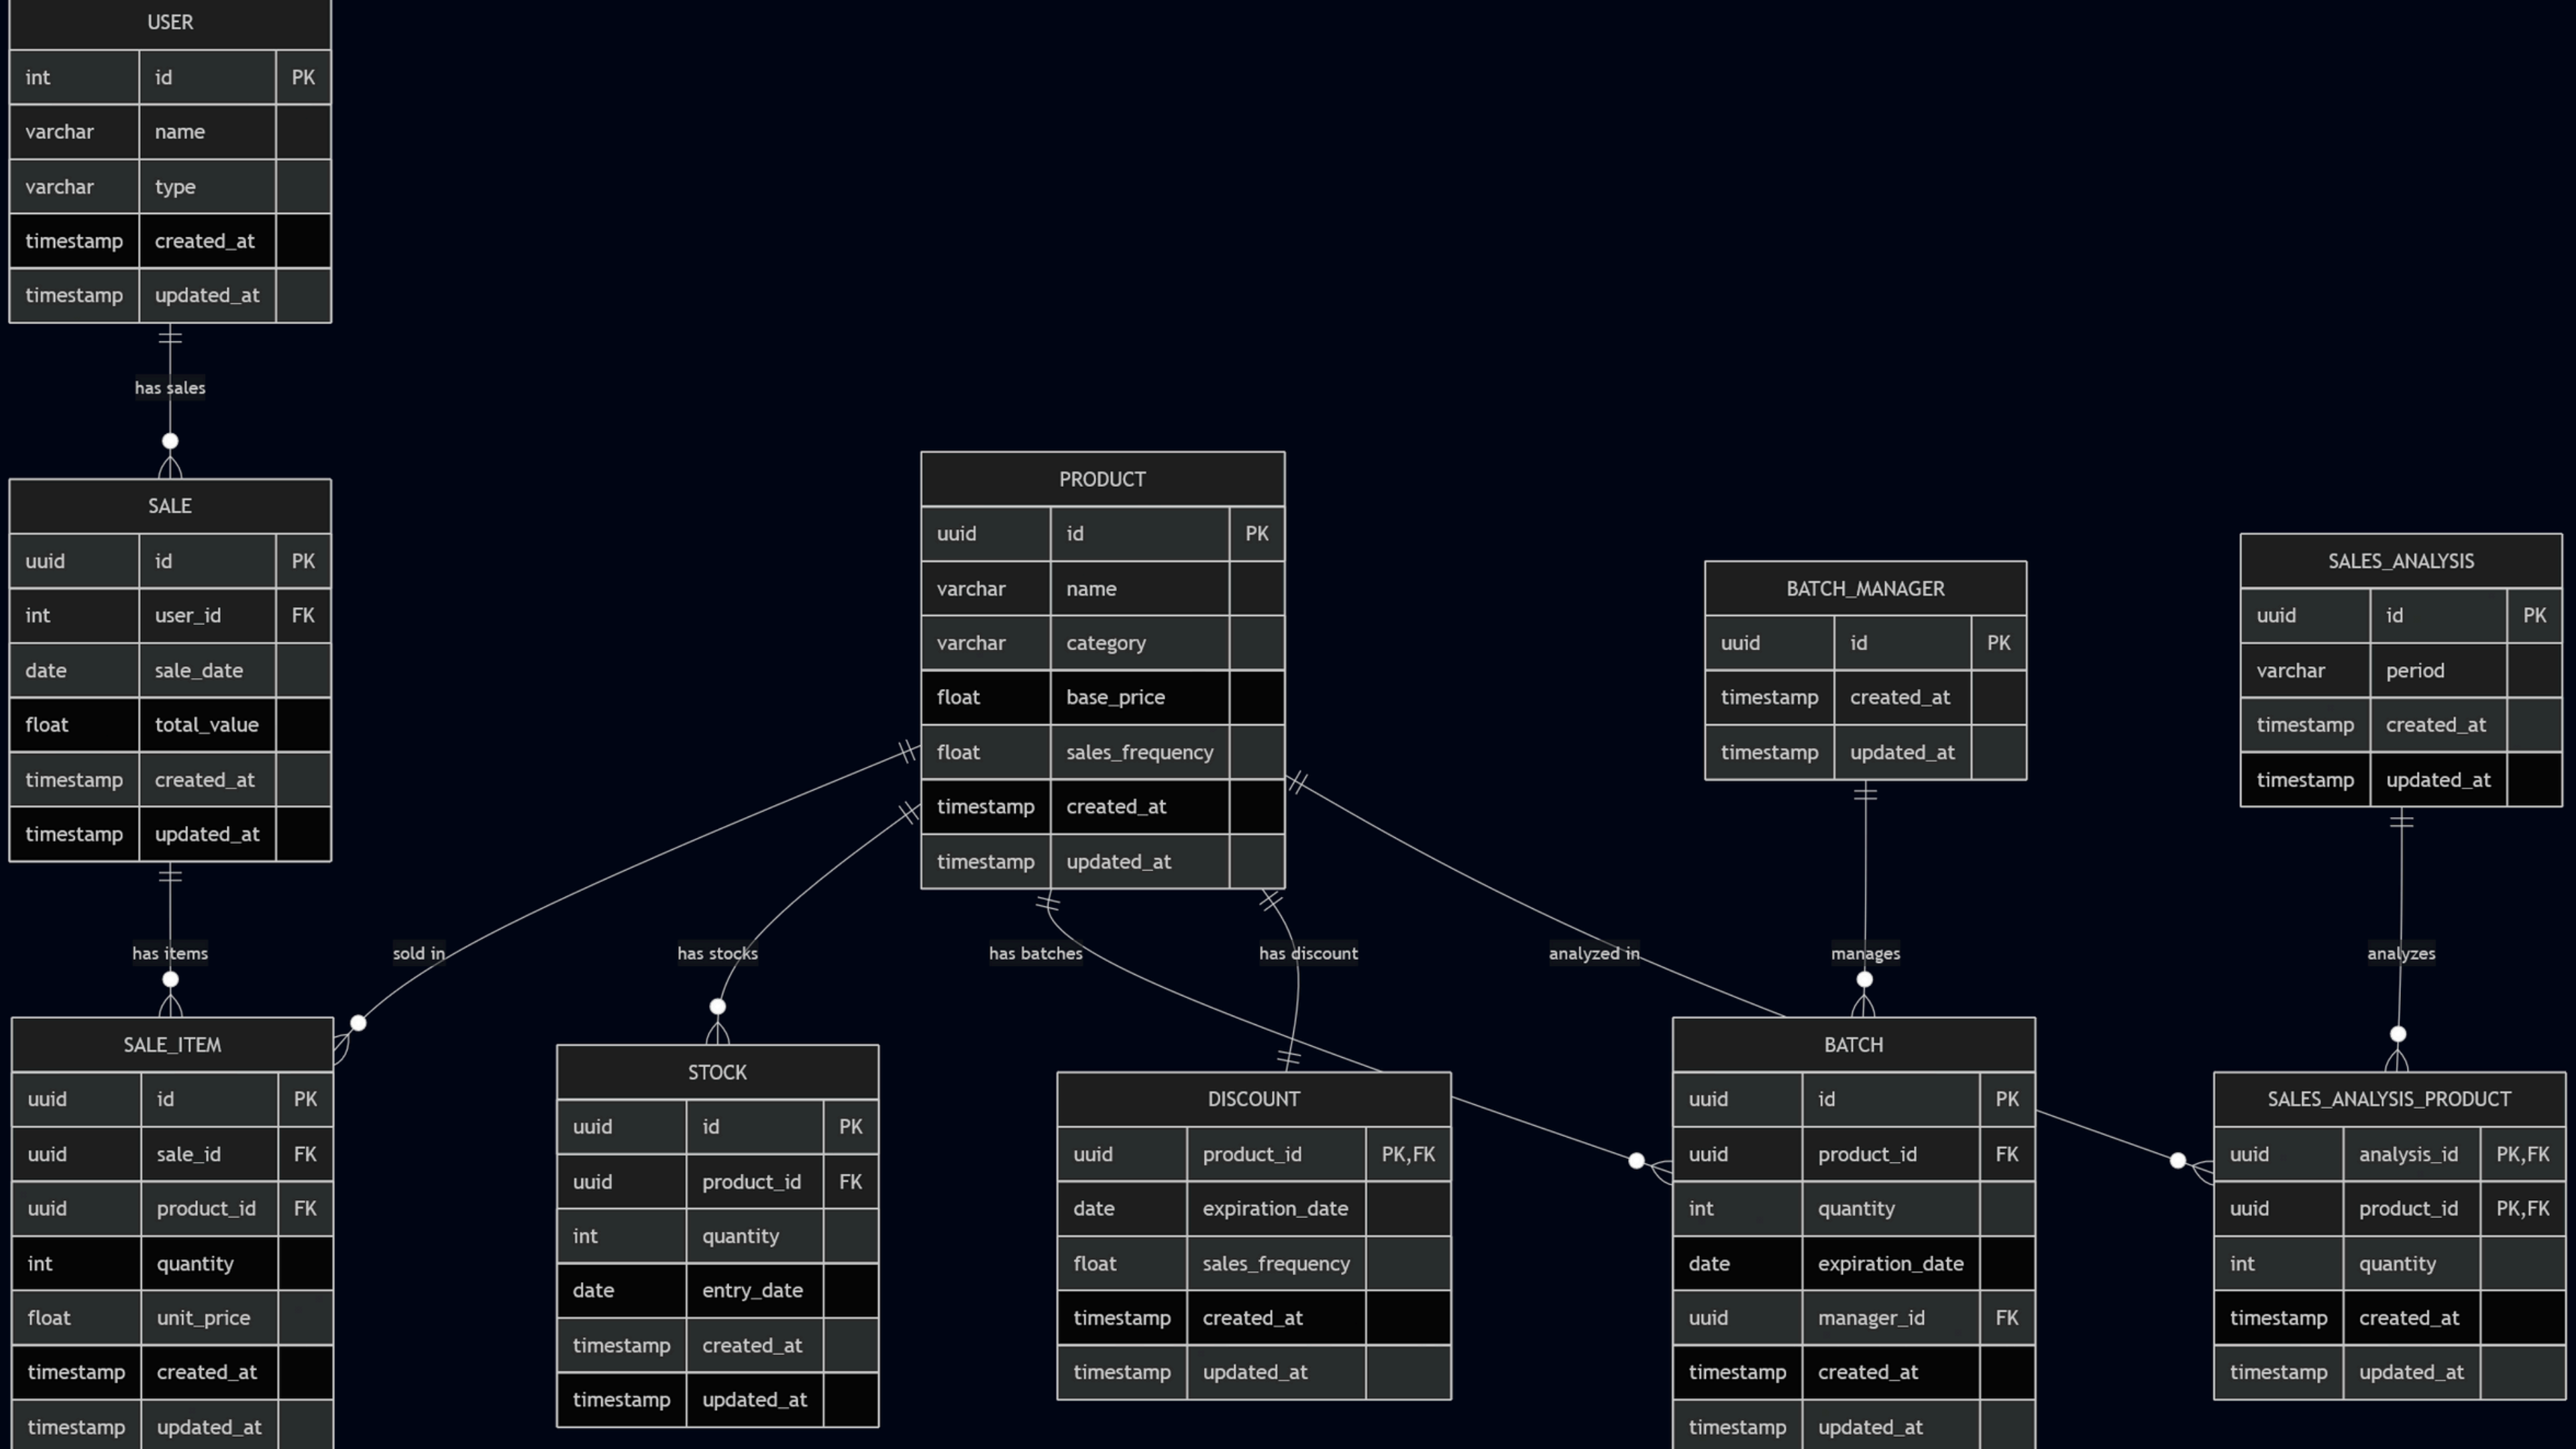 USER
int id PK
varchar name
varchar type
timestamp created_at
timestamp updated_at
has sales
SALE
uuid id PK
int user_id FK
date sale_date
float total_value
timestamp created_at
timestamp updated_at
PRODUCT
uuid id PK
varchar name
varchar category
float base_price
float sales_frequency
timestamp created_at
timestamp updated_at
BATCH_MANAGER
uuid id PK
timestamp created_at
timestamp updated_at
SALES_ANALYSIS
uuid id PK
varchar period
timestamp created_at
timestamp updated_at
has items
sold in
has stocks
has batches
has discount
analyzed in
manages
analyzes
SALE_ITEM
uuid id PK
uuid sale_id FK
uuid product_id FK
int quantity
float unit_price
timestamp created_at
timestamp updated_at
STOCK
uuid id PK
uuid product_id FK
int quantity
date entry_date
timestamp created_at
timestamp updated_at
DISCOUNT
uuid product_id PK,FK
date expiration_date
float sales_frequency
timestamp created_at
timestamp updated_at
BATCH
uuid id PK
uuid product_id FK
int quantity
date expiration_date
uuid manager_id FK
timestamp created_at
timestamp updated_at
SALES_ANALYSIS_PRODUCT
uuid analysis_id PK,FK
uuid product_id PK,FK
int quantity
timestamp created_at
timestamp updated_at